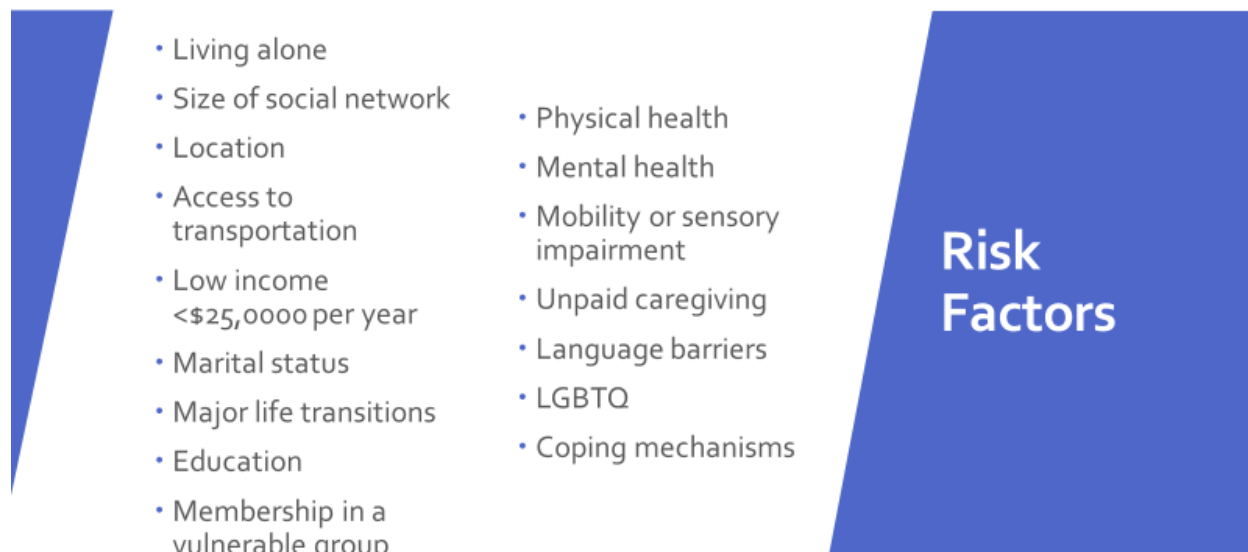 • Living alone
• Size of social network
• Location
• Access to
transportation
• Low income
<$25,0000 per year
• Marital status
• Major life transitions
• Education
• Membership in a
vulnerable group
• Physical health
• Mental health
• Mobility or sensory
impairment
• Unpaid caregiving
• Language barriers
• LGBTQ
• Coping mechanisms
Risk
Factors